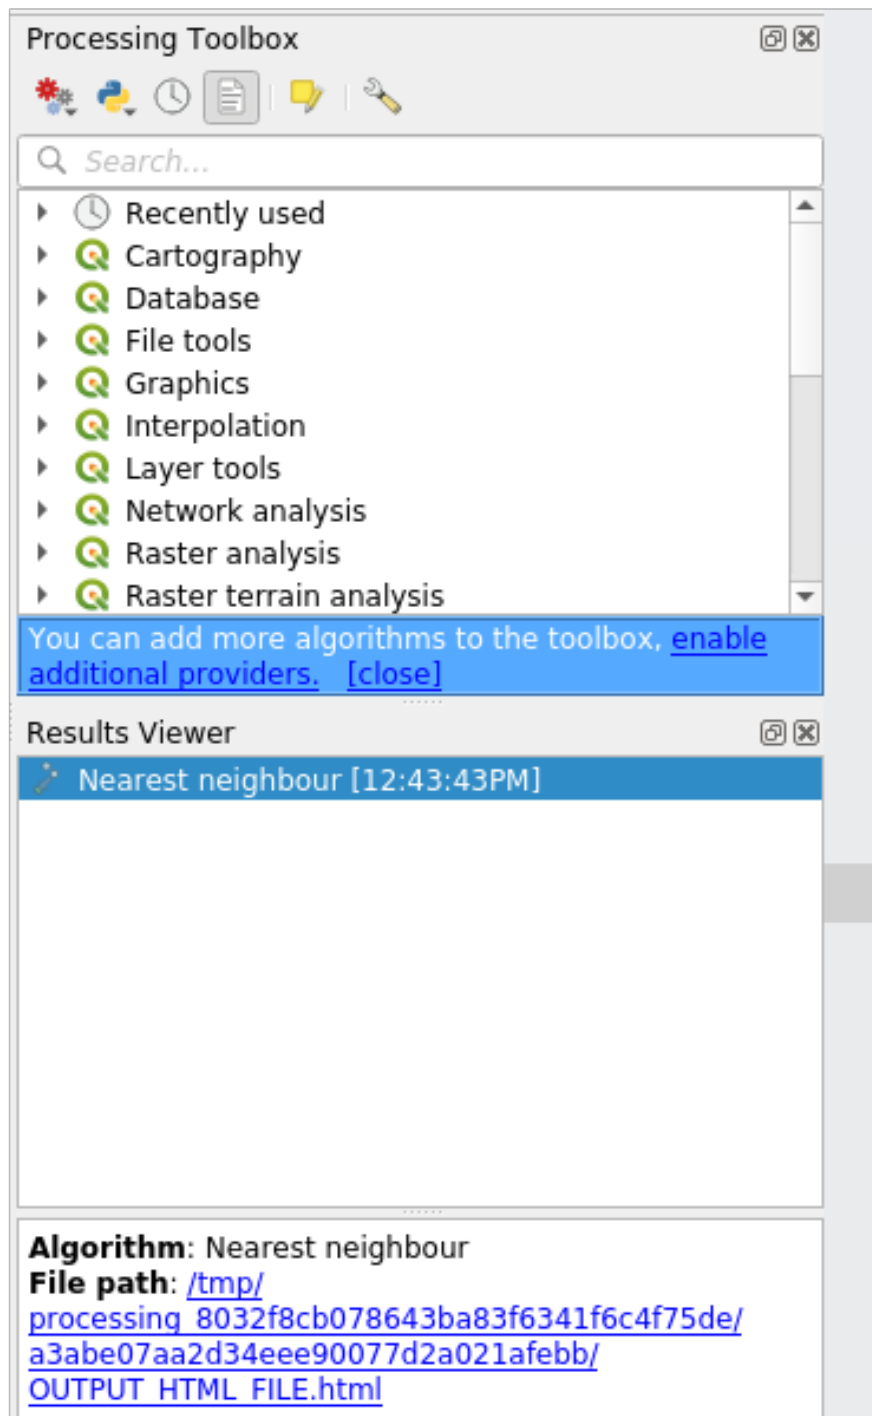 Processing Toolbox
Search...
Recently used
Cartography
Database
File tools
Graphics
Interpolation
Layer tools
Network analysis
Raster analysis
Raster terrain analysis
You can add more algorithms to the toolbox, enable
additional providers. [close]
Results Viewer
Nearest neighbour [12:43:43PM]
Algorithm: Nearest neighbour
File path: /tmp/
processing_8032f8cb078643ba83f6341f6c4f75de/
a3abe07aa2d34eee90077d2a021afebb/
OUTPUT_HTML_FILE.html